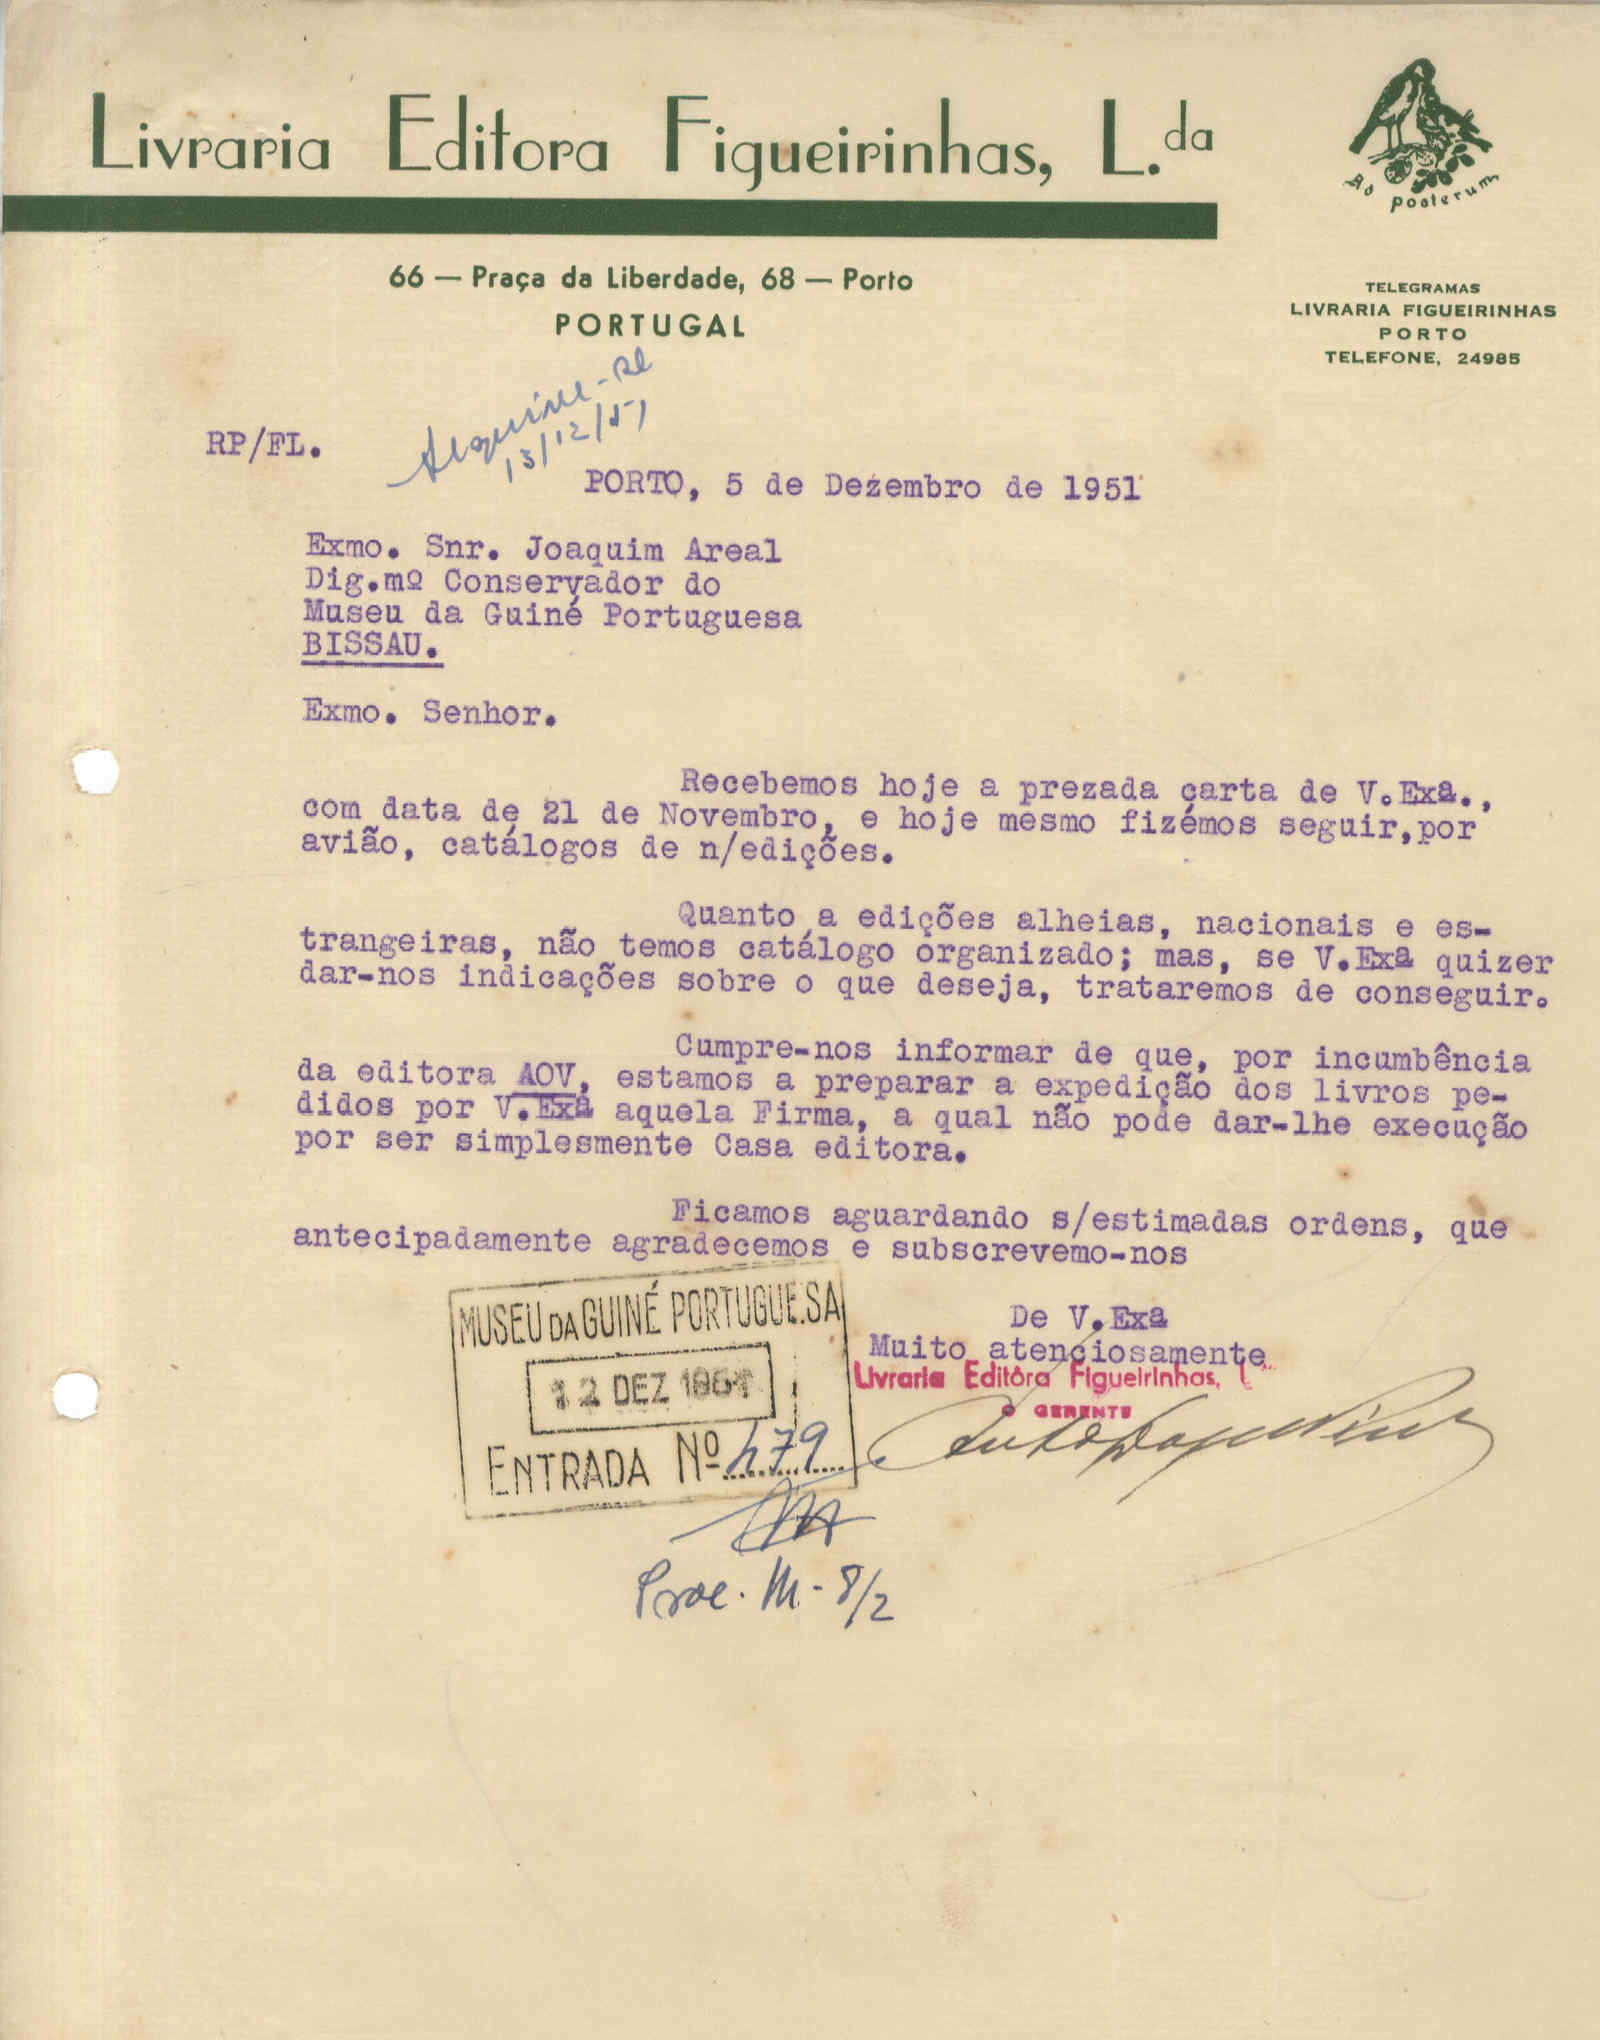 Livraria Editora Figueirinhas, L.da
Ao Posterum
66 — Praça da Liberdade, 68 — Porto
PORTUGAL
TELEGRAMAS
LIVRARIA FIGUEIRINHAS
PORTO
TELEFONE, 24985
Arquive-se
13/12/51
RP/FL.
PORTO, 5 de Dezembro de 1951
Exmo. Snr. Joaquim Areal
Dig.mº Conservador do
Museu da Guiné Portuguesa
BISSAU.
Exmo. Senhor.
Recebemos hoje a prezada carta de V.Exª.,
com data de 21 de Novembro, e hoje mesmo fizémos seguir,por
avião, catálogos de n/edições.
Quanto a edições alheias, nacionais e es-
trangeiras, não temos catálogo organizado; mas, se V.Exª quizer
dar-nos indicações sobre o que deseja, trataremos de conseguir.
Cumpre-nos informar de que, por incumbência
da editora AOV, estamos a preparar a expedição dos livros pe-
didos por V.Exª aquela Firma, a qual não pode dar-lhe execução
por ser simplesmente Casa editora.
Ficamos aguardando s/estimadas ordens, que
antecipadamente agradecemos e subscrevemo-nos
De V.Exª
Muito atenciosamente
Livraria Editôra Figueirinhas, L
O GERENTE
MUSEU DA GUINÉ PORTUGUESA
12 DEZ 1951
ENTRADA Nº 479
Proc. M - 8/2